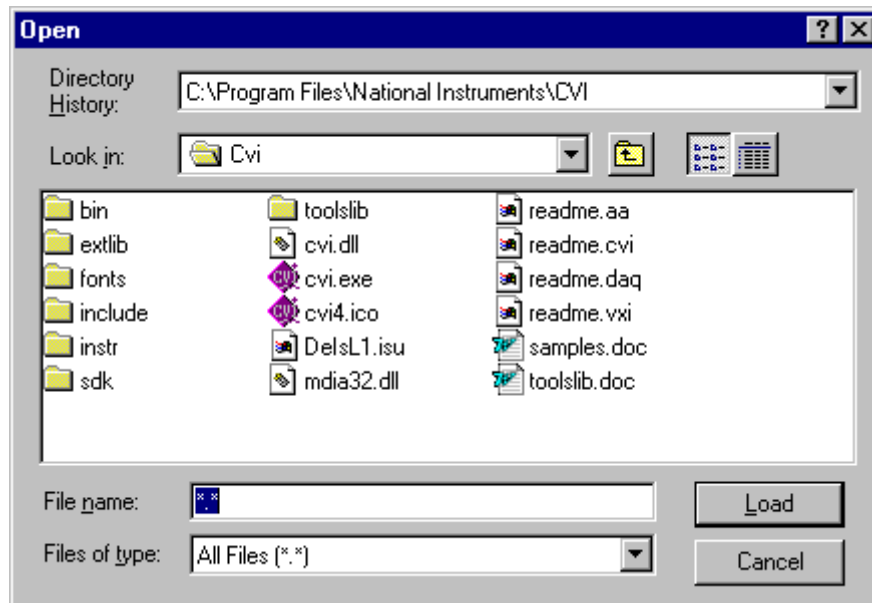 Open
Directory History: C:\Program Files\National Instruments\CVI
Look in: Cvi
bin toolslib readme.aa
extlib cvi.dll readme.cvi
fonts cvi.exe readme.daq
include cvi4.ico readme.vxi
instr DelsL1.isu samples.doc
sdk mdia32.dll toolslib.doc
File name: *.* Load
Files of type: All Files (*.*) Cancel